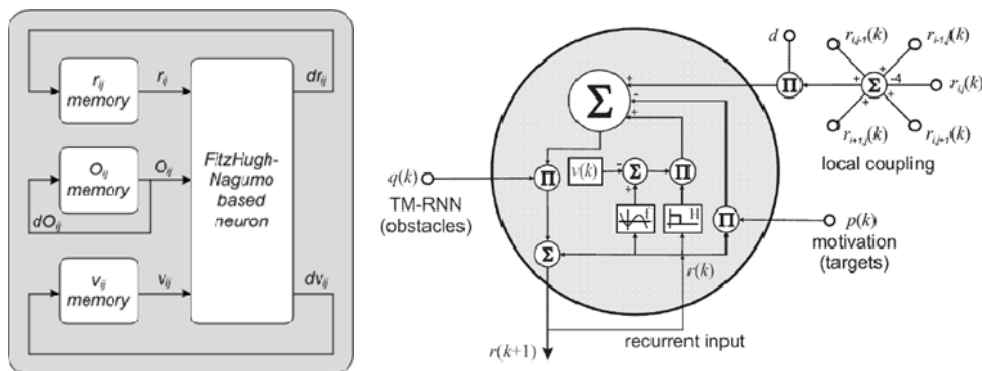 r_ij
memory
r_ij
dr_ij
O_ij
memory
O_ij
dO_ij
FitzHugh-
Nagumo
based
neuron
v_ij
memory
v_ij
dv_ij
d
r_i,j-1(k)
r_i-1,j(k)
Σ
+
-
+
Π
+
+
-4
Σ
+
+
r_i,j(k)
r_i+1,j(k)
r_i,j+1(k)
local coupling
q(k)
TM-RNN
(obstacles)
Π
v(k)
-
Σ
+
Π
f
H
Π
p(k)
motivation
(targets)
Σ
r(k)
recurrent input
r(k+1)